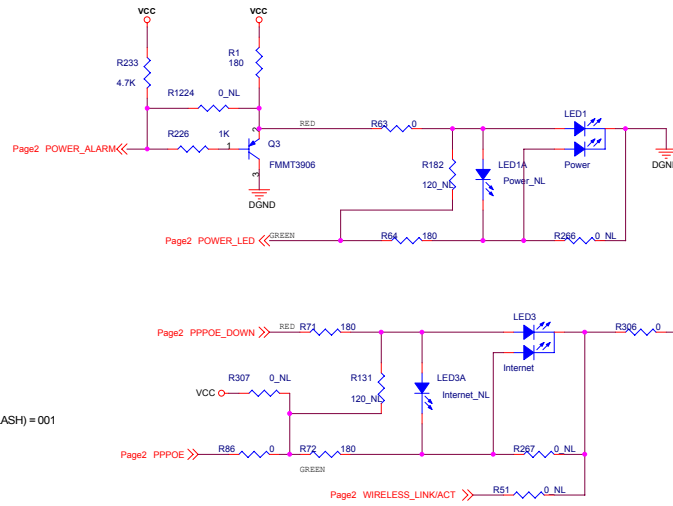 VCC
VCC
R233
4.7K
R1
180
R1224
0_NL
RED
R63
0
LED1
Page2 POWER_ALARM
R226
1K
1
2
3
Q3
FMMT3906
R182
120_NL
LED1A
Power_NL
Power
DGND
DGND
Page2 POWER_LED
GREEN
R64
180
R266
0_NL
LED3
Page2 PPPOE_DOWN
RED
R71
180
R306
0
Internet
R307
0_NL
VCC
R131
120_NL
LED3A
Internet_NL
ASH) = 001
Page2 PPPOE
R86
0
R72
180
R267
0_NL
GREEN
Page2 WIRELESS_LINK/ACT
R51
0_NL